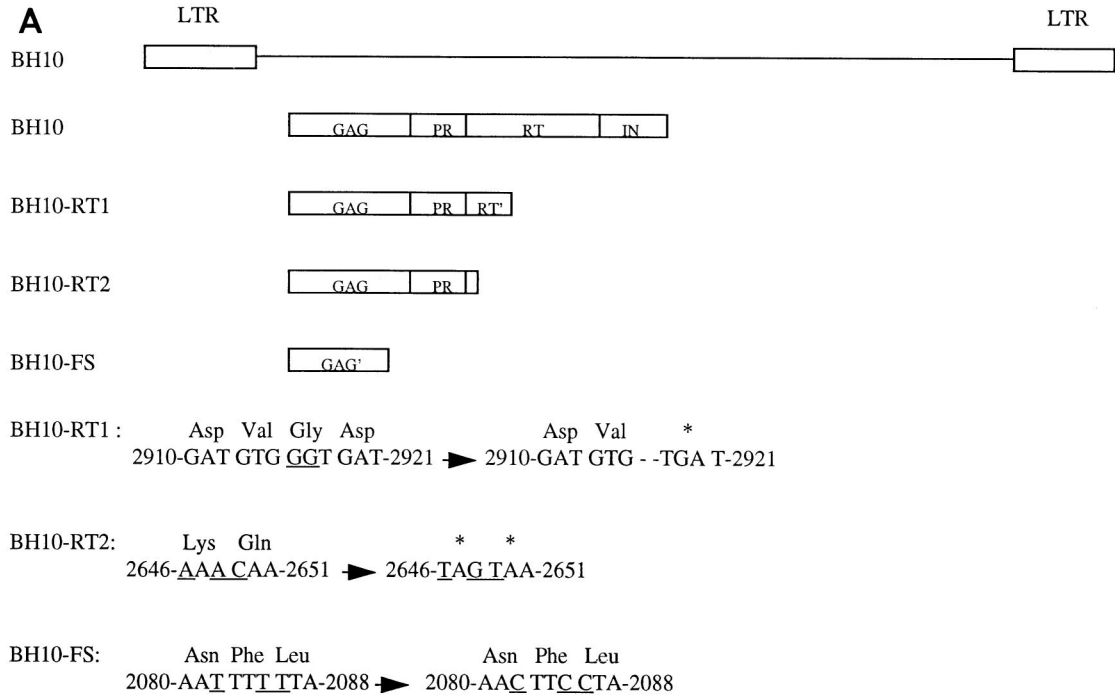 A
LTR LTR
BH10
BH10
GAG PR RT IN
BH10-RT1
GAG PR RT'
BH10-RT2
GAG PR
BH10-FS
GAG'
BH10-RT1 : Asp Val Gly Asp Asp Val *
2910-GAT GTG GGT GAT-2921 2910-GAT GTG - -TGA T-2921
BH10-RT2: Lys Gln * *
2646-AAA CAA-2651 2646-TAG TAA-2651
BH10-FS: Asn Phe Leu Asn Phe Leu
2080-AAT TTT TTA-2088 2080-AAC TTC CTA-2088